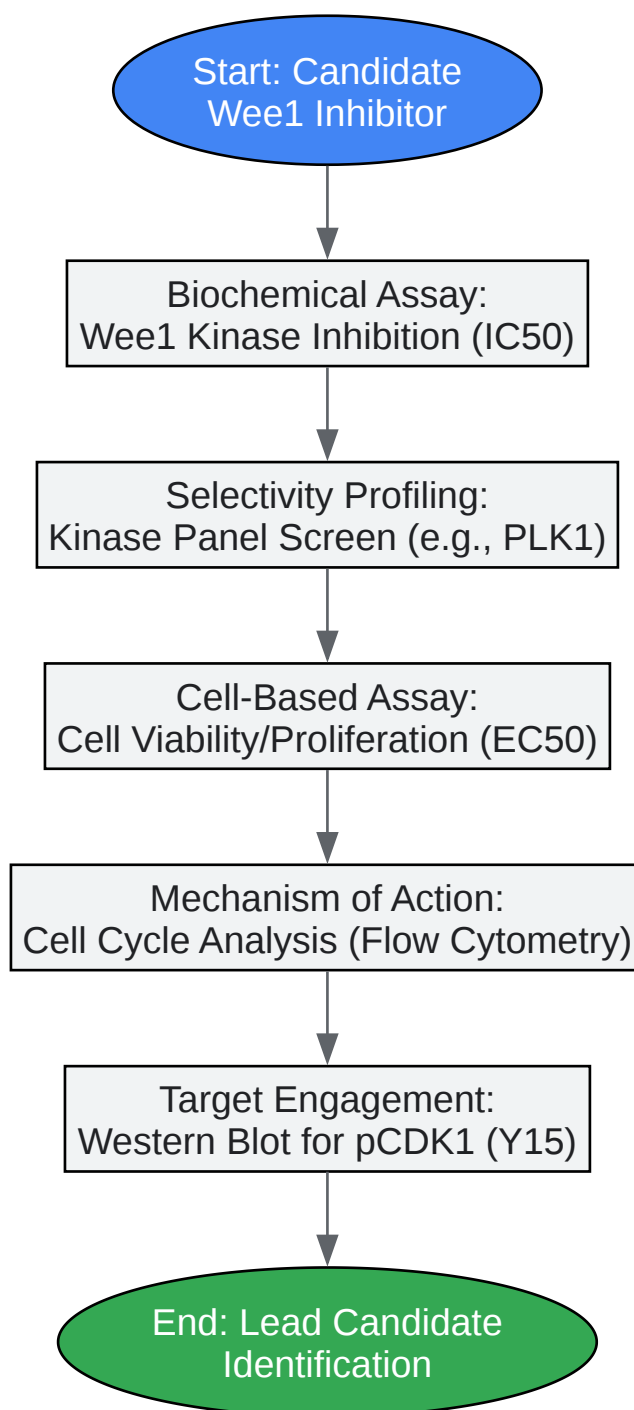 Start: Candidate
Wee1 Inhibitor
Biochemical Assay:
Wee1 Kinase Inhibition (IC50)
Selectivity Profiling:
Kinase Panel Screen (e.g., PLK1)
Cell-Based Assay:
Cell Viability/Proliferation (EC50)
Mechanism of Action:
Cell Cycle Analysis (Flow Cytometry)
Target Engagement:
Western Blot for pCDK1 (Y15)
End: Lead Candidate
Identification